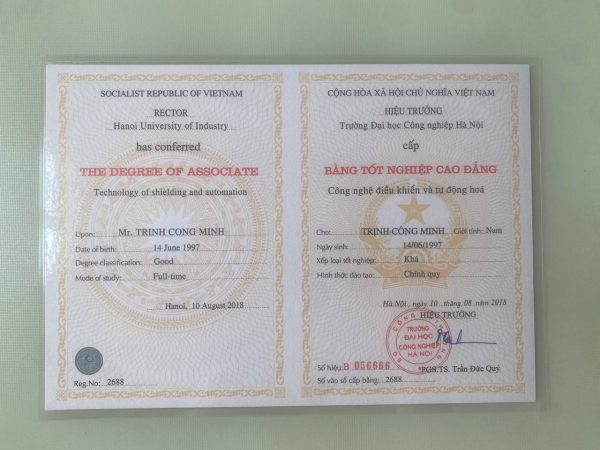 SOCIALIST REPUBLIC OF VIETNAM
RECTOR
Hanoi University of Industry
has conferred
THE DEGREE OF ASSOCIATE
Technology of shielding and automation
Upon: Mr. TRINH CONG MINH
Date of birth: 14 June 1997
Degree classification: Gond
Mode of study: Full-time
Hanoi, 10 August 2018
Reg.No: 2688
CỘNG HÒA XÃ HỘI CHỦ NGHĨA VIỆT NAM
HIỆU TRƯỞNG
Trường Đại học Công nghiệp Hà Nội
cấp
BẰNG TỐT NGHIỆP CAO ĐẲNG
Công nghệ điều khiển và tự động hoá
Cho: TRỊNH CÔNG MINH Giới tính: Nam
Ngày sinh: 14/06/1997
Xếp loại tốt nghiệp: Khá
Hình thức đào tạo: Chính quy
Hà Nội, ngày 10 tháng 08 năm 2018
HIỆU TRƯỞNG
TRƯỜNG
ĐẠI HỌC
CÔNG NGHIỆP
HÀ NỘI
Số hiệu: B 056666 *PGS.TS. Trần Đức Quý
Số vào sổ cấp bằng: 2688